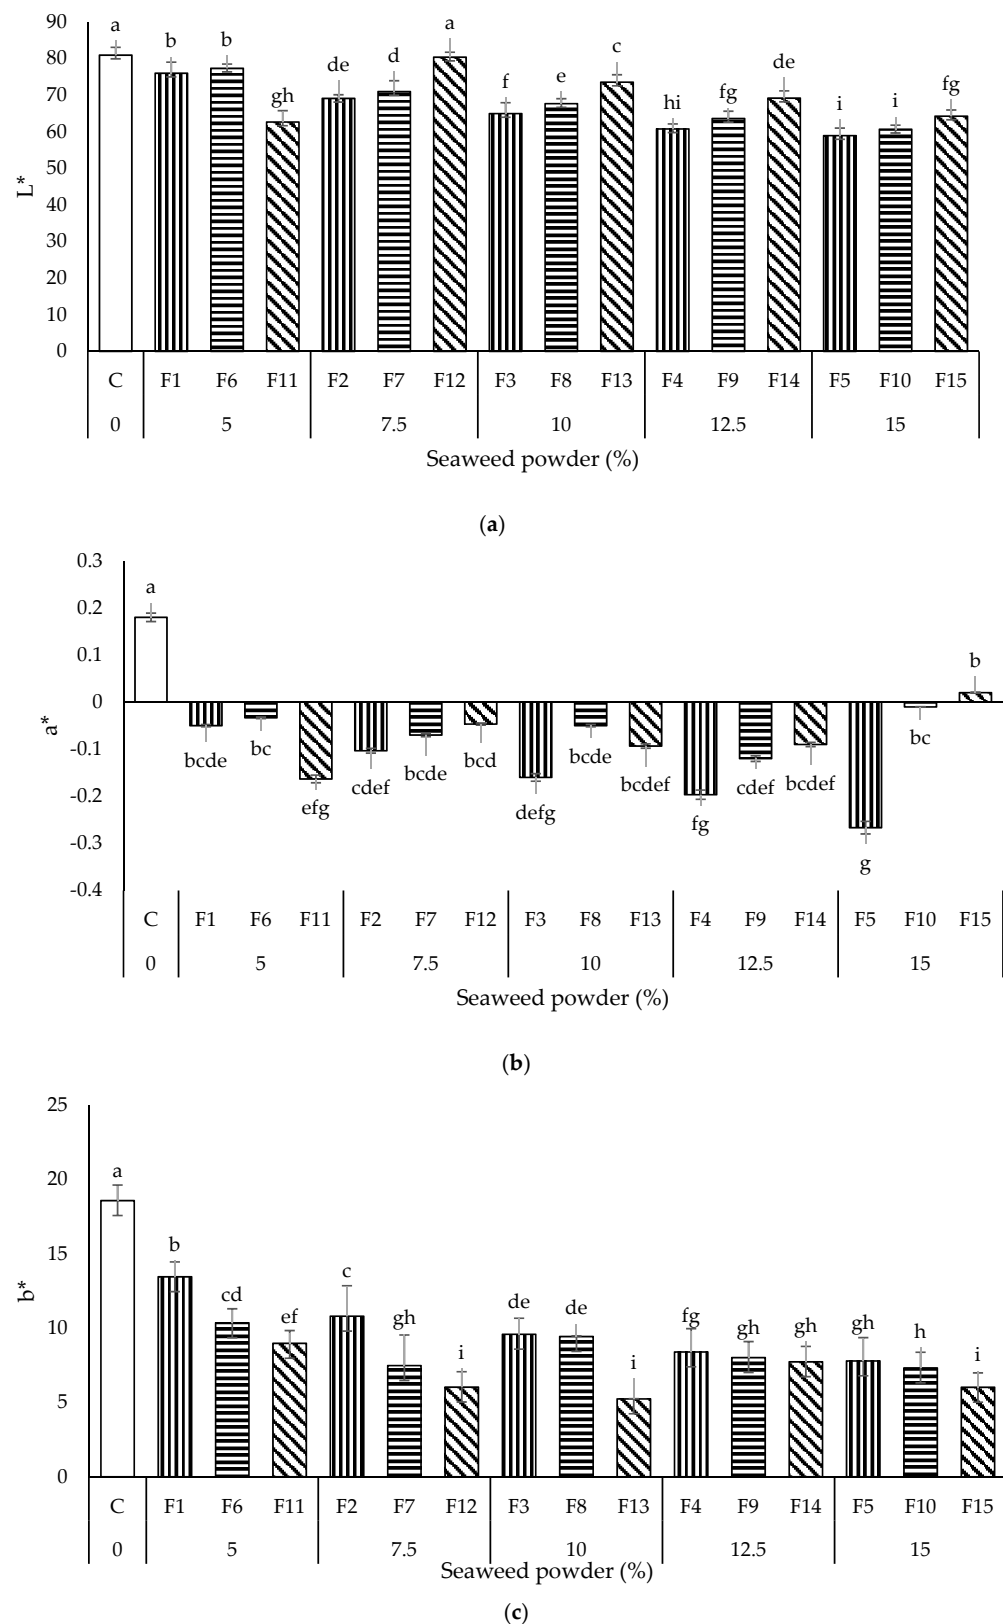 90
a
80
b
b
a
c
70
de
d
de
gh
f
e
hi
fg
fg
60
i
i
50
L*
40
30
20
10
0
C F1 F6 F11 F2 F7 F12 F3 F8 F13 F4 F9 F14 F5 F10 F15
0 5 7.5 10 12.5 15
Seaweed powder (%)
(a)
0.3
a
0.2
0.1
b
0
a*
-0.1
bcde bc efg cdef bcde bcd defg bcde bcdef fg cdef bcdef g bc
-0.2
-0.3
-0.4
C F1 F6 F11 F2 F7 F12 F3 F8 F13 F4 F9 F14 F5 F10 F15
0 5 7.5 10 12.5 15
Seaweed powder (%)
(b)
25
20
a
15
b
b*
10
cd ef c gh i de de i fg gh gh gh h i
5
0
C F1 F6 F11 F2 F7 F12 F3 F8 F13 F4 F9 F14 F5 F10 F15
0 5 7.5 10 12.5 15
Seaweed powder (%)
(c)